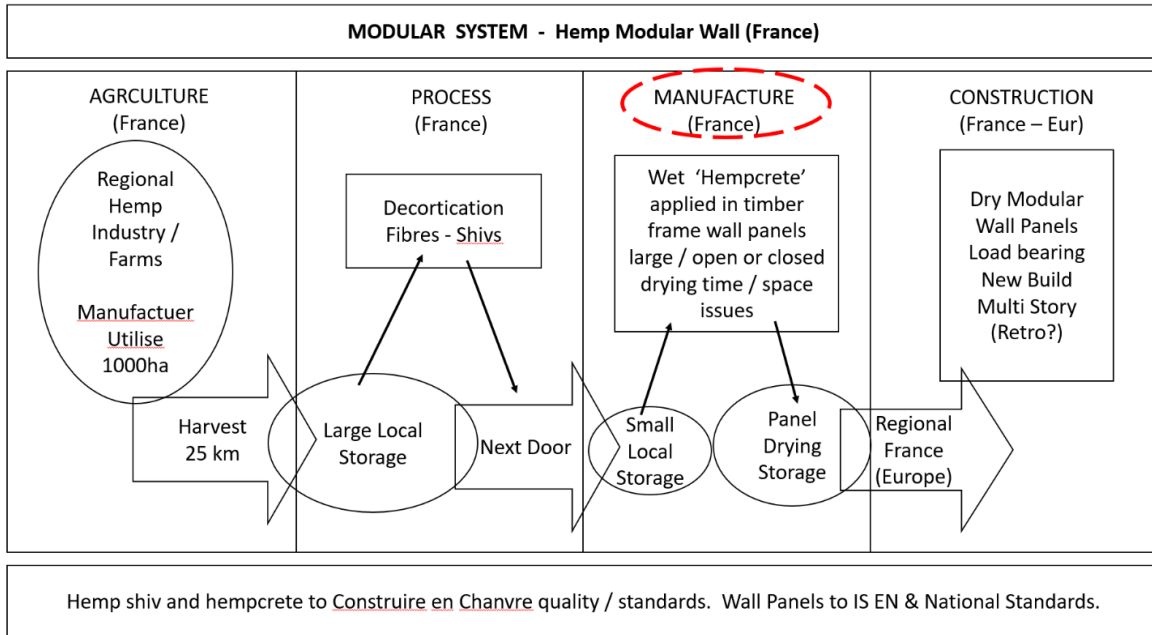 MODULAR SYSTEM - Hemp Modular Wall (France)
AGRCULTURE
(France)
Regional
Hemp
Industry /
Farms
Manufactuer
Utilise
1000ha
Harvest
25 km
PROCESS
(France)
Decortication
Fibres - Shivs
Large Local
Storage
Next Door
MANUFACTURE
(France)
Wet 'Hempcrete'
applied in timber
frame wall panels
large / open or closed
drying time / space
issues
Small
Local
Storage
Panel
Drying
Storage
CONSTRUCTION
(France – Eur)
Dry Modular
Wall Panels
Load bearing
New Build
Multi Story
(Retro?)
Regional
France
(Europe)
Hemp shiv and hempcrete to Construire en Chanvre quality / standards. Wall Panels to IS EN & National Standards.